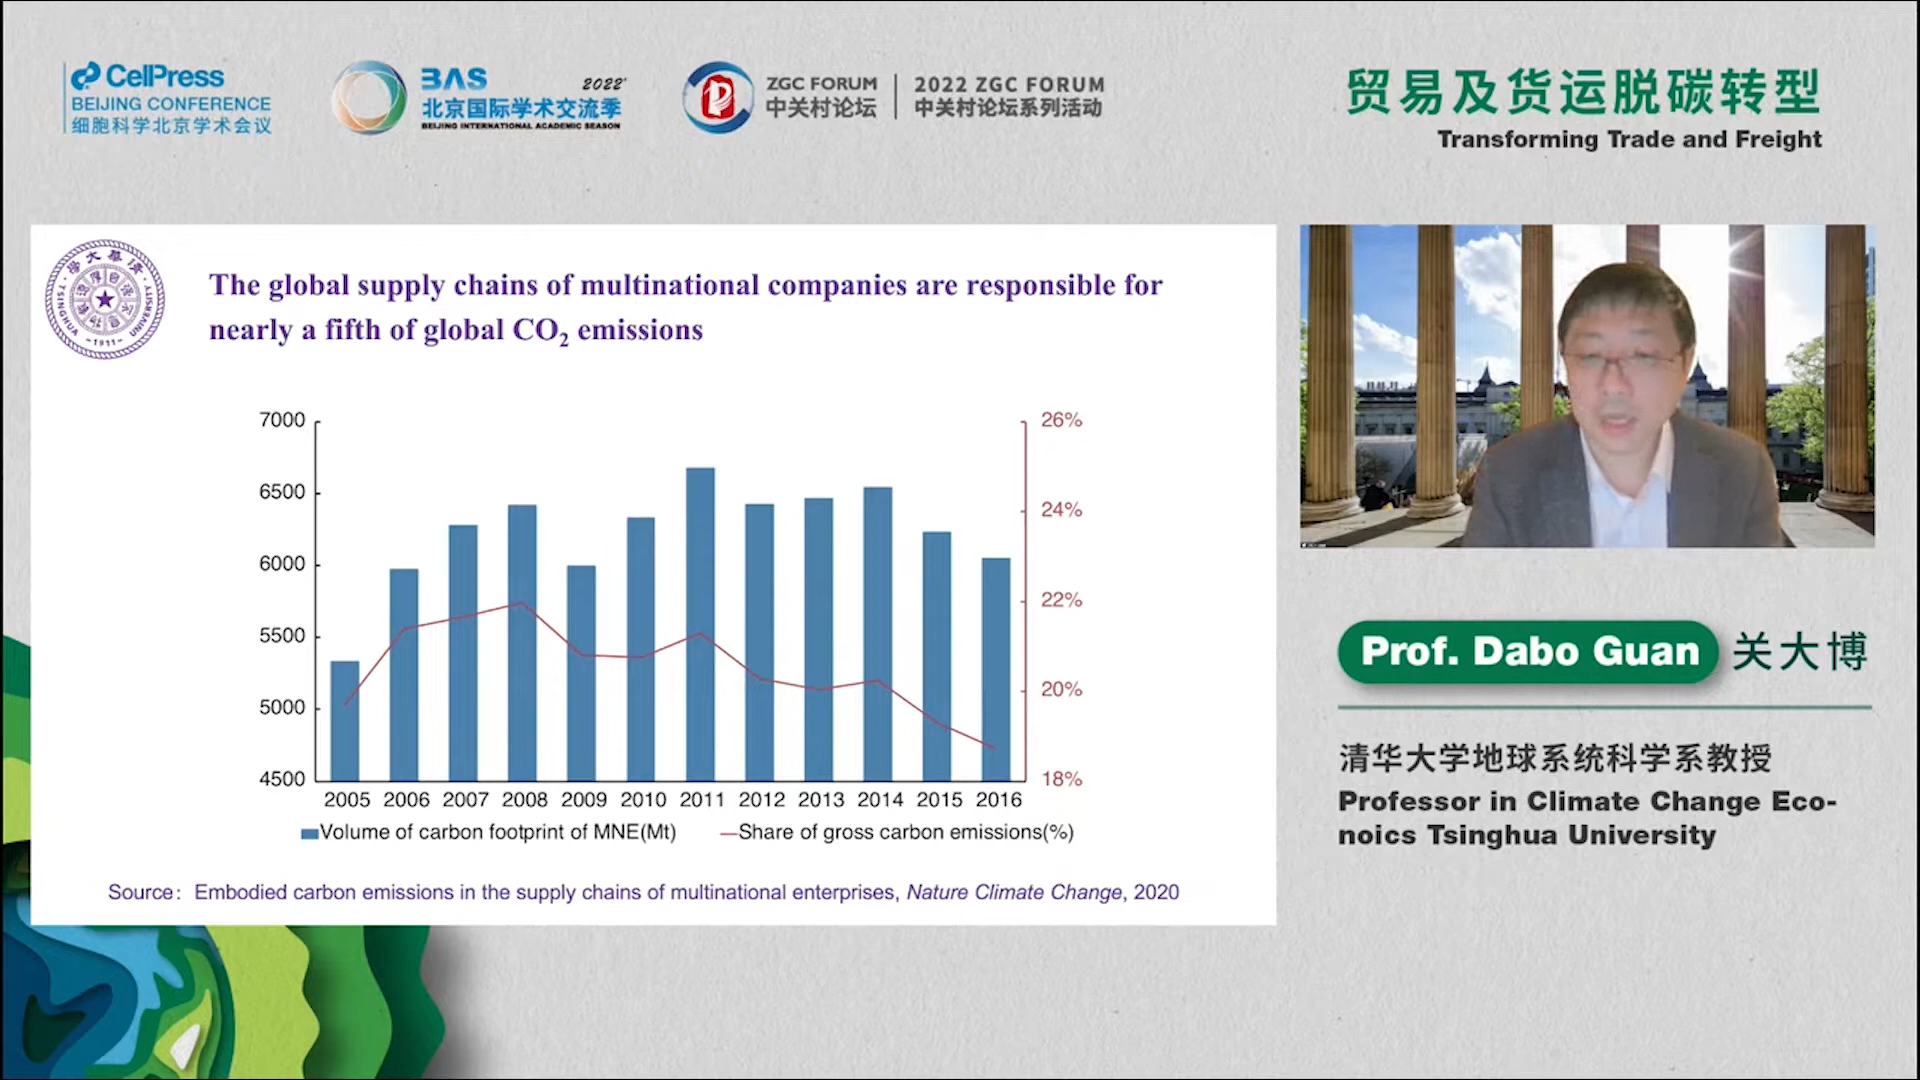 CellPress
BEIJING CONFERENCE
细胞科学北京学术会议
BAS 2022
北京国际学术交流季
BEIJING INTERNATIONAL ACADEMIC SEASON
ZGC FORUM
中关村论坛
2022 ZGC FORUM
中关村论坛系列活动
贸易及货运脱碳转型
Transforming Trade and Freight
TSINGHUA UNIVERSITY
~1911~
The global supply chains of multinational companies are responsible for
nearly a fifth of global CO₂ emissions
7000
6500
6000
5500
5000
4500
26%
24%
22%
20%
18%
2005 2006 2007 2008 2009 2010 2011 2012 2013 2014 2015 2016
Volume of carbon footprint of MNE(Mt) Share of gross carbon emissions(%)
Source: Embodied carbon emissions in the supply chains of multinational enterprises, Nature Climate Change, 2020
Prof. Dabo Guan 关大博
清华大学地球系统科学系教授
Professor in Climate Change Eco-
noics Tsinghua University